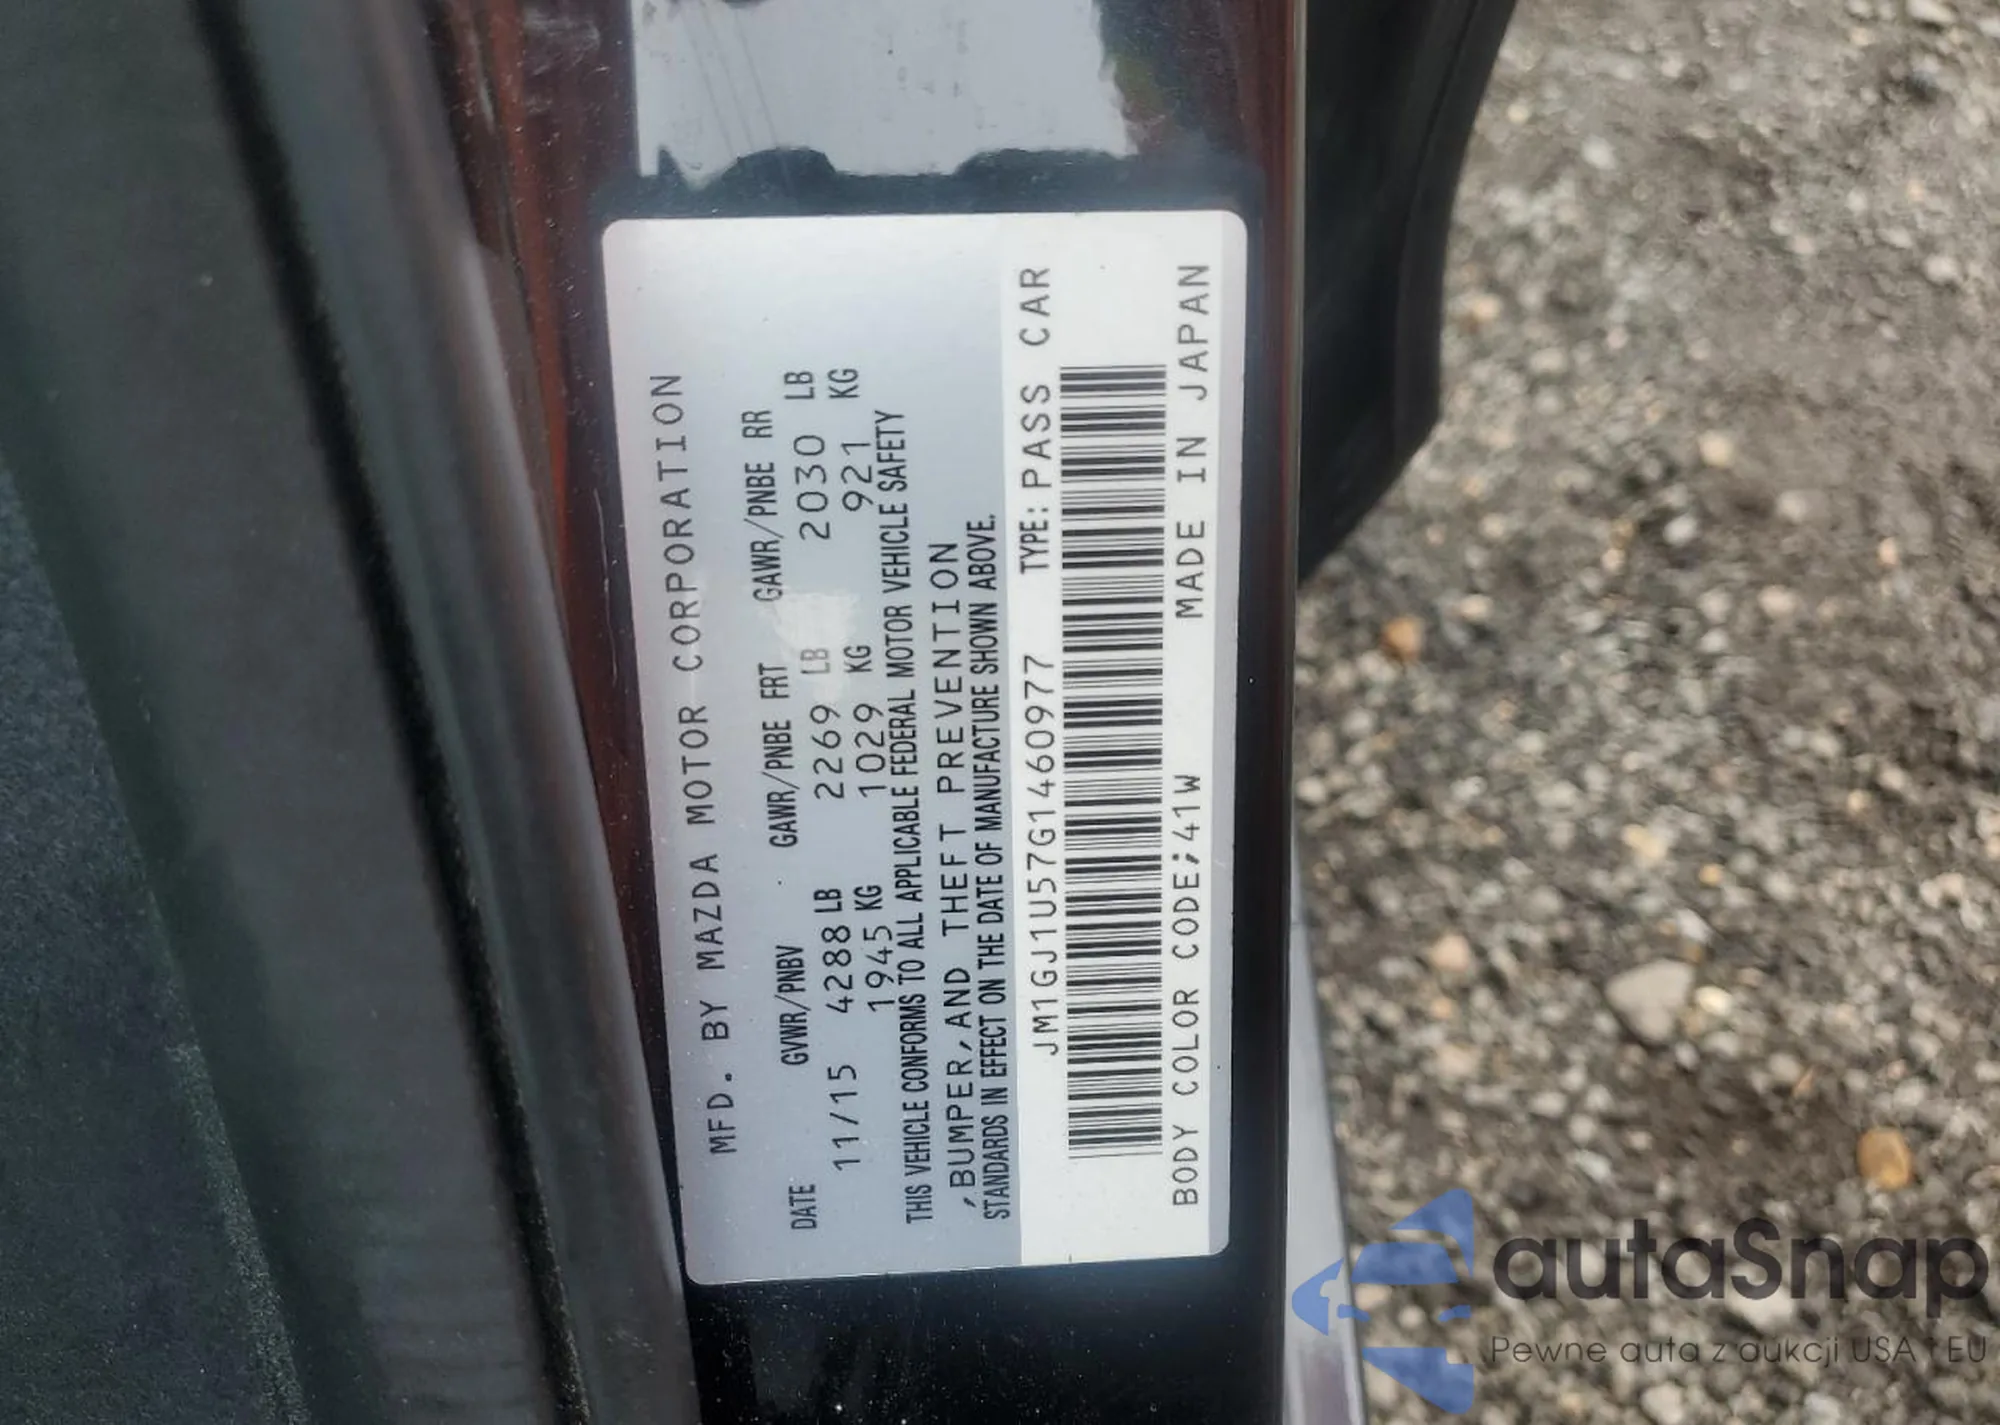 MFD. BY MAZDA MOTOR CORPORATION
DATE GVWR/PNBV GAWR/PNBE FRT GAWR/PNBE RR
11/15 4288 LB 2269 LB 2030 LB
1945 KG 1029 KG 921 KG
THIS VEHICLE CONFORMS TO ALL APPLICABLE FEDERAL MOTOR VEHICLE SAFETY
,BUMPER,AND THEFT PREVENTION
STANDARDS IN EFFECT ON THE DATE OF MANUFACTURE SHOWN ABOVE.
JM1GJ1U57G1460977 TYPE: PASS CAR
BODY COLOR CODE;41W MADE IN JAPAN
autaSnap
Pewne auta z aukcji USA i EU